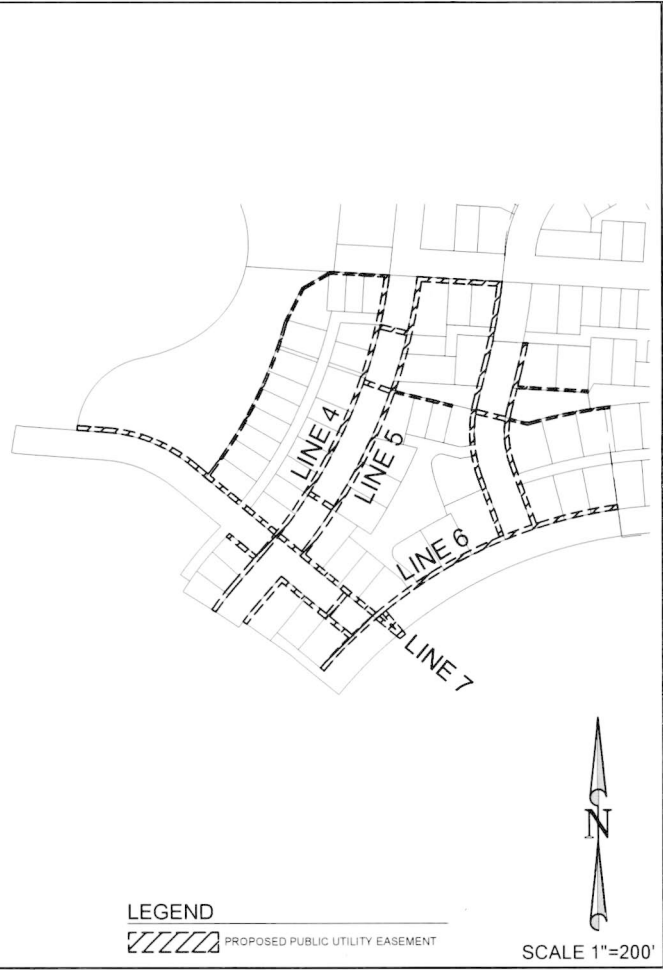 LINE 4
LINE 5
LINE 6
LINE 7
N
LEGEND
PROPOSED PUBLIC UTILITY EASEMENT
SCALE 1"=200'